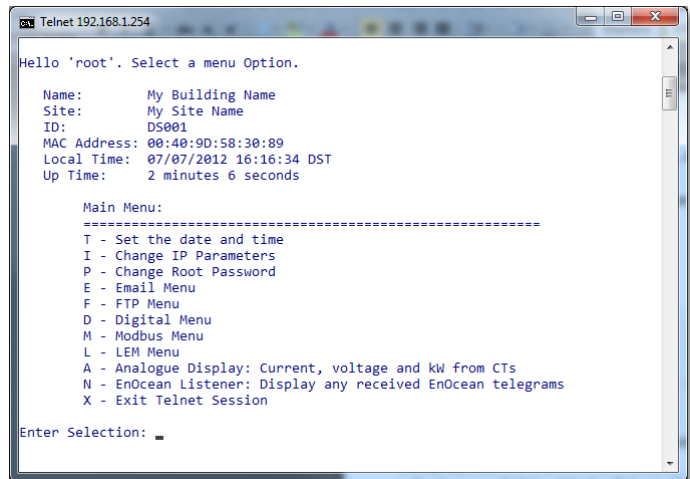 Telnet 192.168.1.254
Hello 'root'. Select a menu Option.
Name: My Building Name
Site: My Site Name
ID: DS001
MAC Address: 00:40:9D:58:30:89
Local Time: 07/07/2012 16:16:34 DST
Up Time: 2 minutes 6 seconds
Main Menu:
=========================================================
T - Set the date and time
I - Change IP Parameters
P - Change Root Password
E - Email Menu
F - FTP Menu
D - Digital Menu
M - Modbus Menu
L - LEM Menu
A - Analogue Display: Current, voltage and kW from CTs
N - EnOcean Listener: Display any received EnOcean telegrams
X - Exit Telnet Session
Enter Selection: _